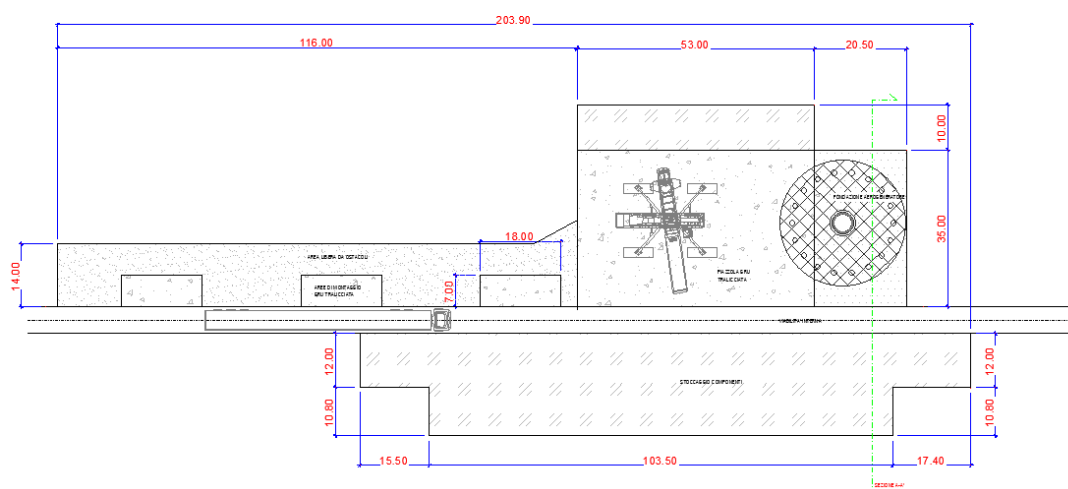 203.90
116.00
53.00
20.50
10.00
FONDAZIONE AEROGENERATORE
35.00
18.00
AREA LIBERA DA OSTACOLI
14.00
7.00
AREE DI MONTAGGIO
GRU TRALICCIATA
PIAZZOLA GRU
TRALICCIATA
VIABILITA' INTERNA
12.00
12.00
STOCCAGGIO COMPONENTI
10.80
10.80
15.50
103.50
17.40
SEZIONE A-A'